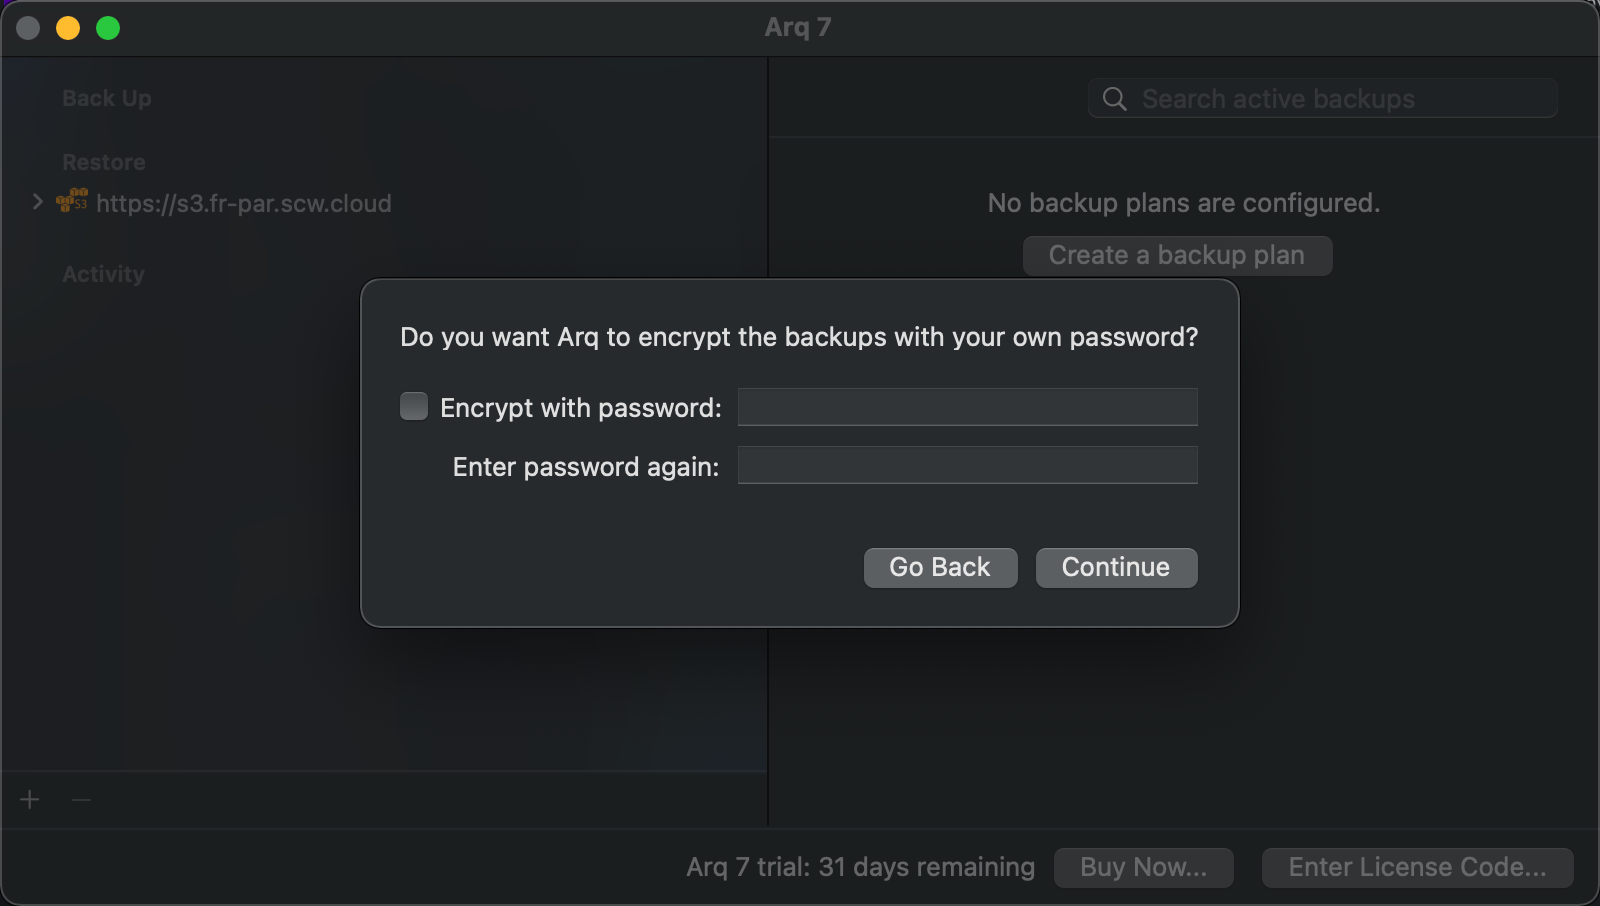 Arq 7
Back Up
Search active backups
Restore
S3 https://s3.fr-par.scw.cloud
No backup plans are configured.
Create a backup plan
Activity
Do you want Arq to encrypt the backups with your own password?
Encrypt with password:
Enter password again:
Go Back Continue
Arq 7 trial: 31 days remaining Buy Now... Enter License Code...